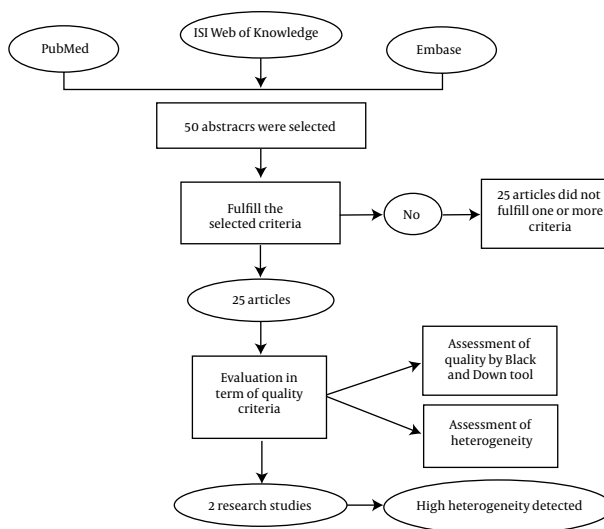 PubMed
ISI Web of Knowledge
Embase
50 abstracrs were selected
Fulfill the
selected criteria
No
25 articles did not
fulfill one or more
criteria
25 articles
Evaluation in
term of quality
criteria
Assessment of
quality by Black
and Down tool
Assessment of
heterogeneity
2 research studies
High heterogeneity detected